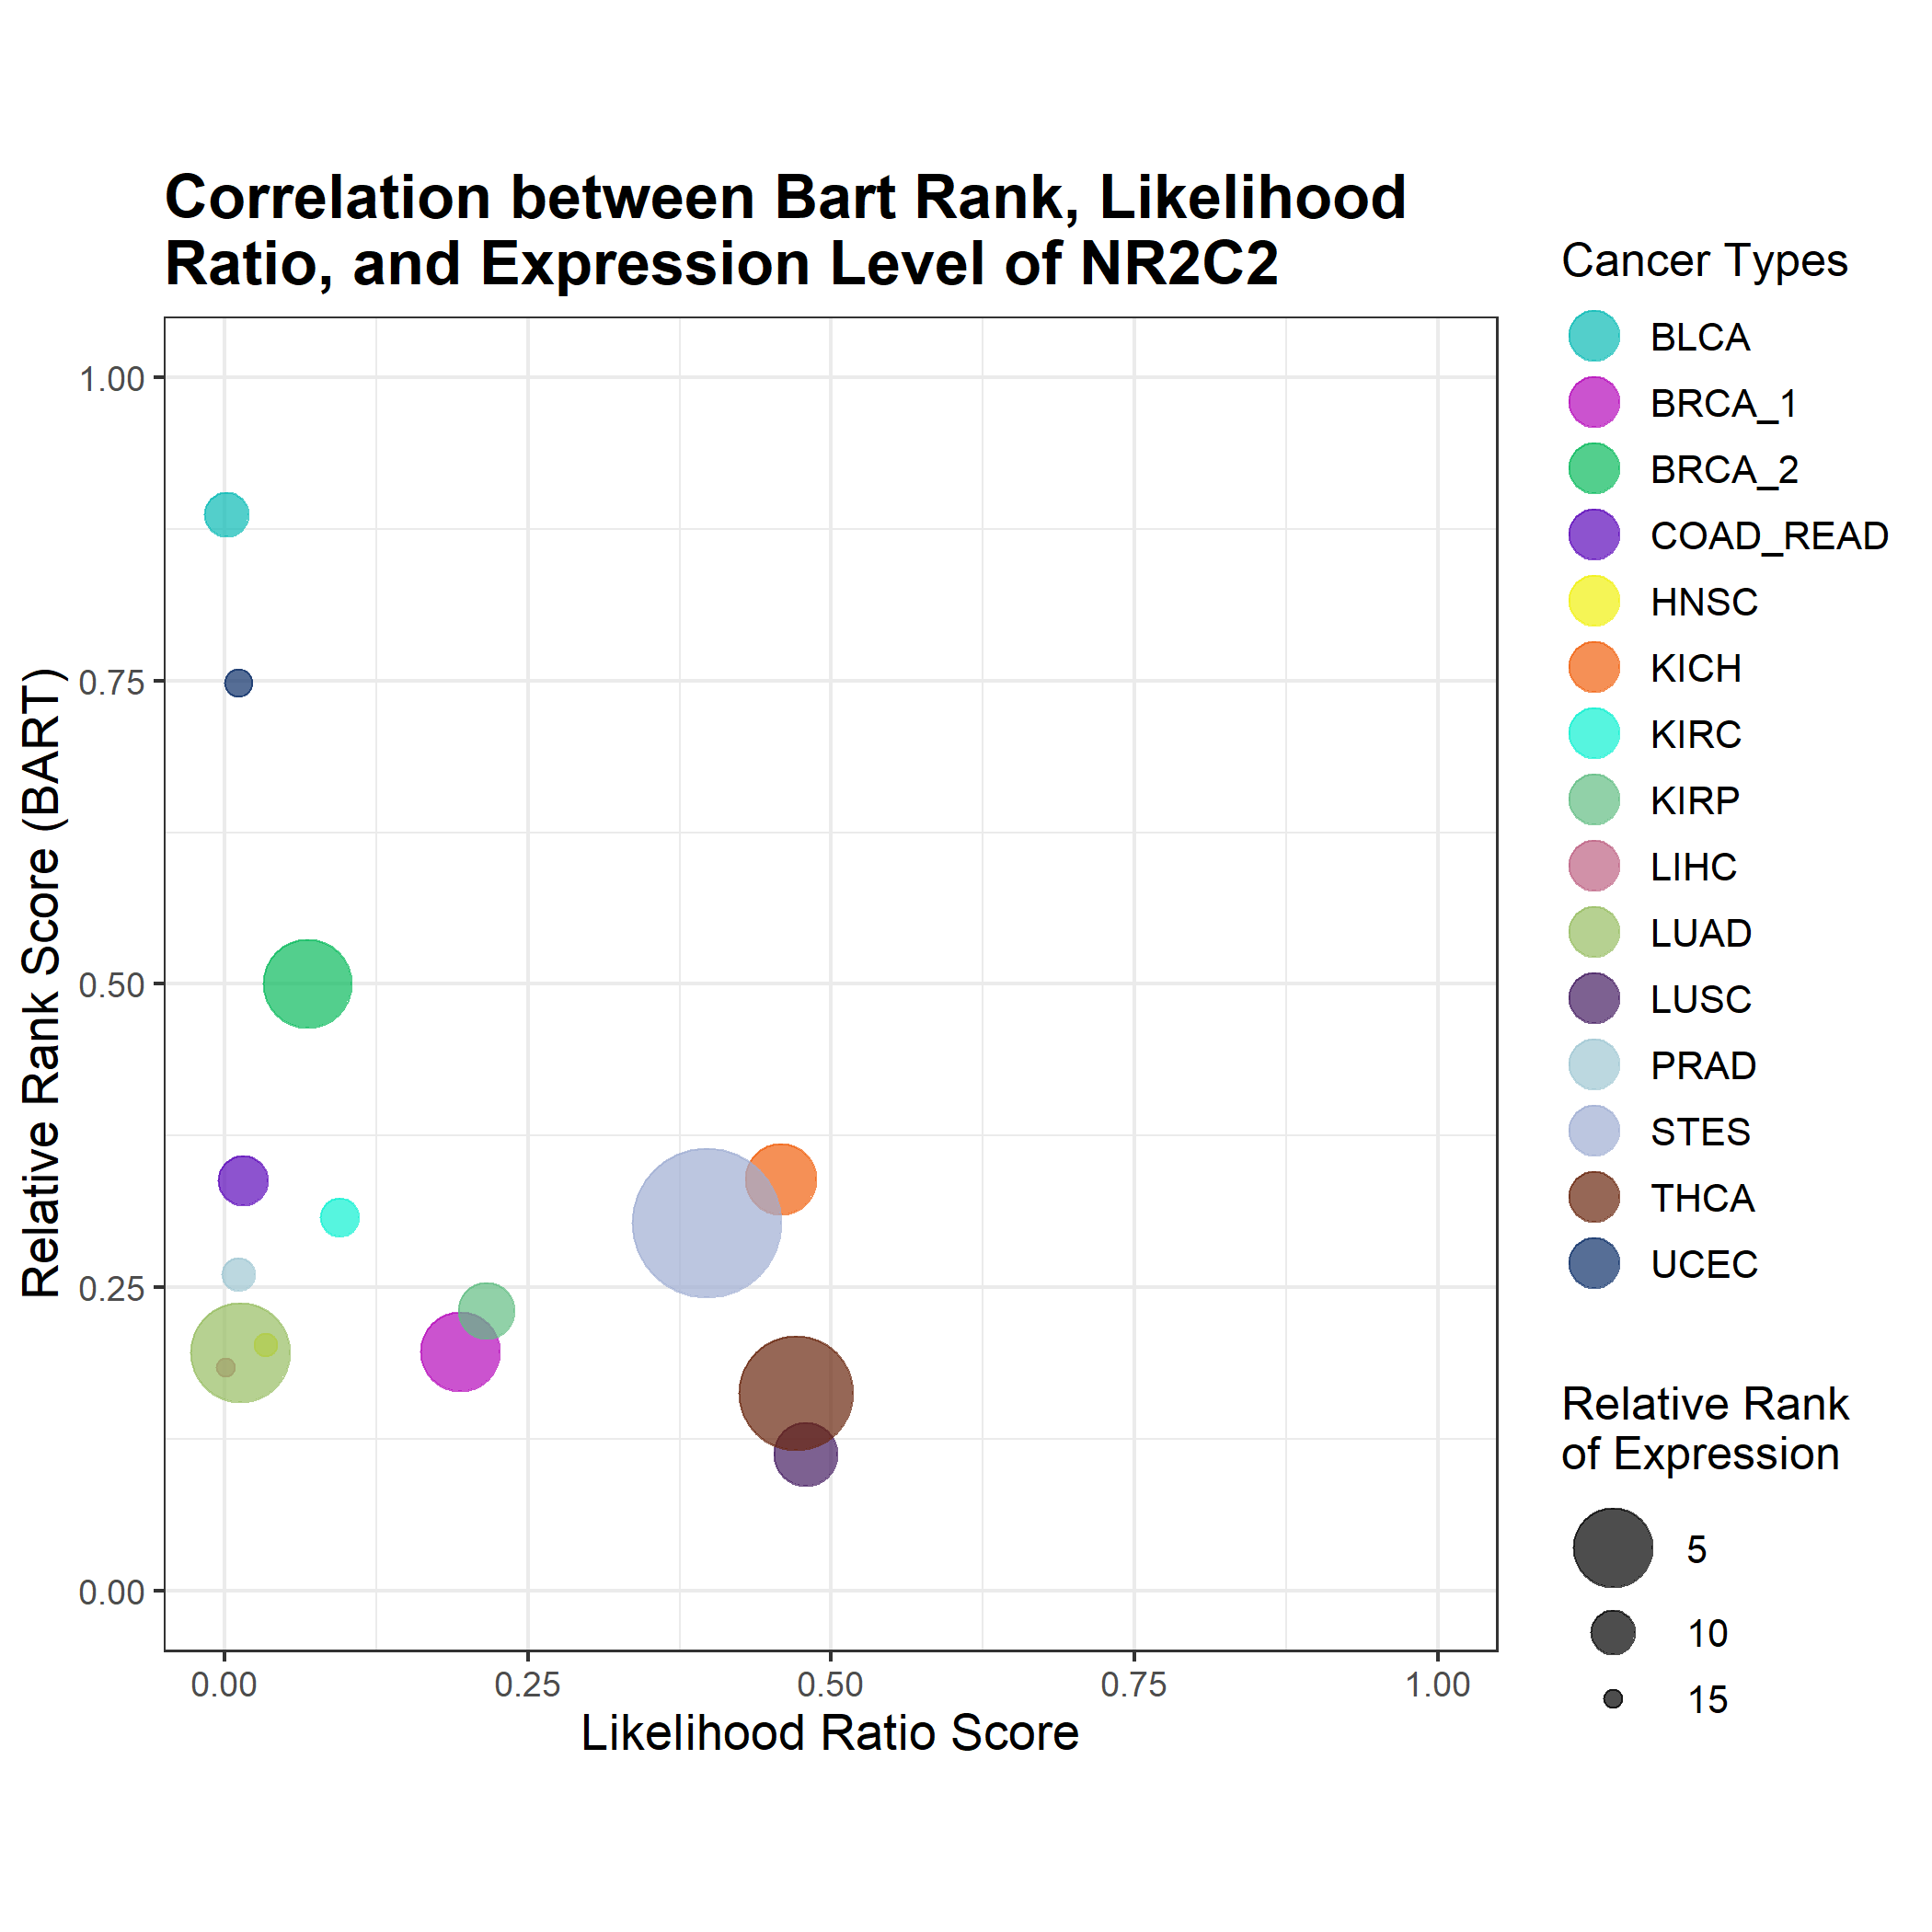 Correlation between Bart Rank, Likelihood
Ratio, and Expression Level of NR2C2
Relative Rank Score (BART)
1.00
0.75
0.50
0.25
0.00
0.00
0.25
0.50
0.75
1.00
Likelihood Ratio Score
Cancer Types
BLCA
BRCA_1
BRCA_2
COAD_READ
HNSC
KICH
KIRC
KIRP
LIHC
LUAD
LUSC
PRAD
STES
THCA
UCEC
Relative Rank
of Expression
5
10
15